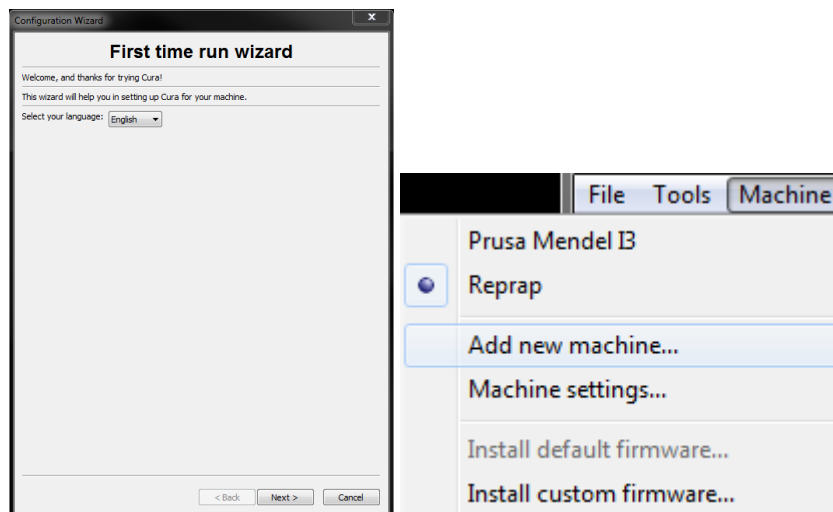 Configuration Wizard
x
First time run wizard
Welcome, and thanks for trying Cura!
This wizard will help you in setting up Cura for your machine.
Select your language: English
< Back Next > Cancel
File Tools Machine
Prusa Mendel I3
Reprap
Add new machine...
Machine settings...
Install default firmware...
Install custom firmware...